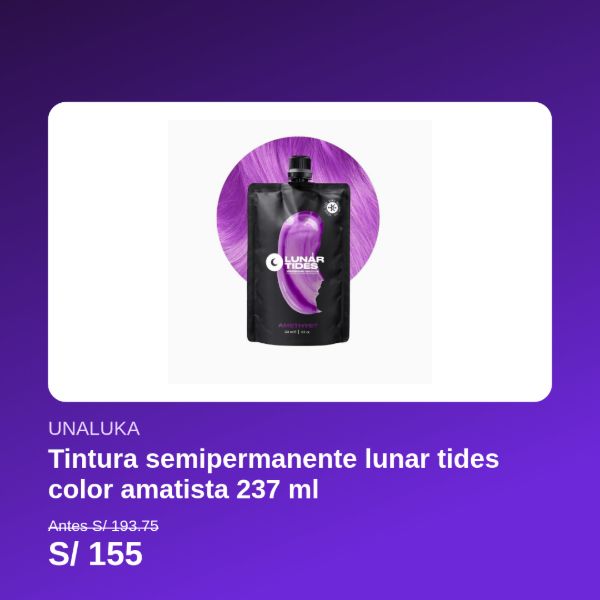 LUNAR
TIDES
AMETHYST
UNALUKA
Tintura semipermanente lunar tides
color amatista 237 ml
Antes S/ 193.75
S/ 155